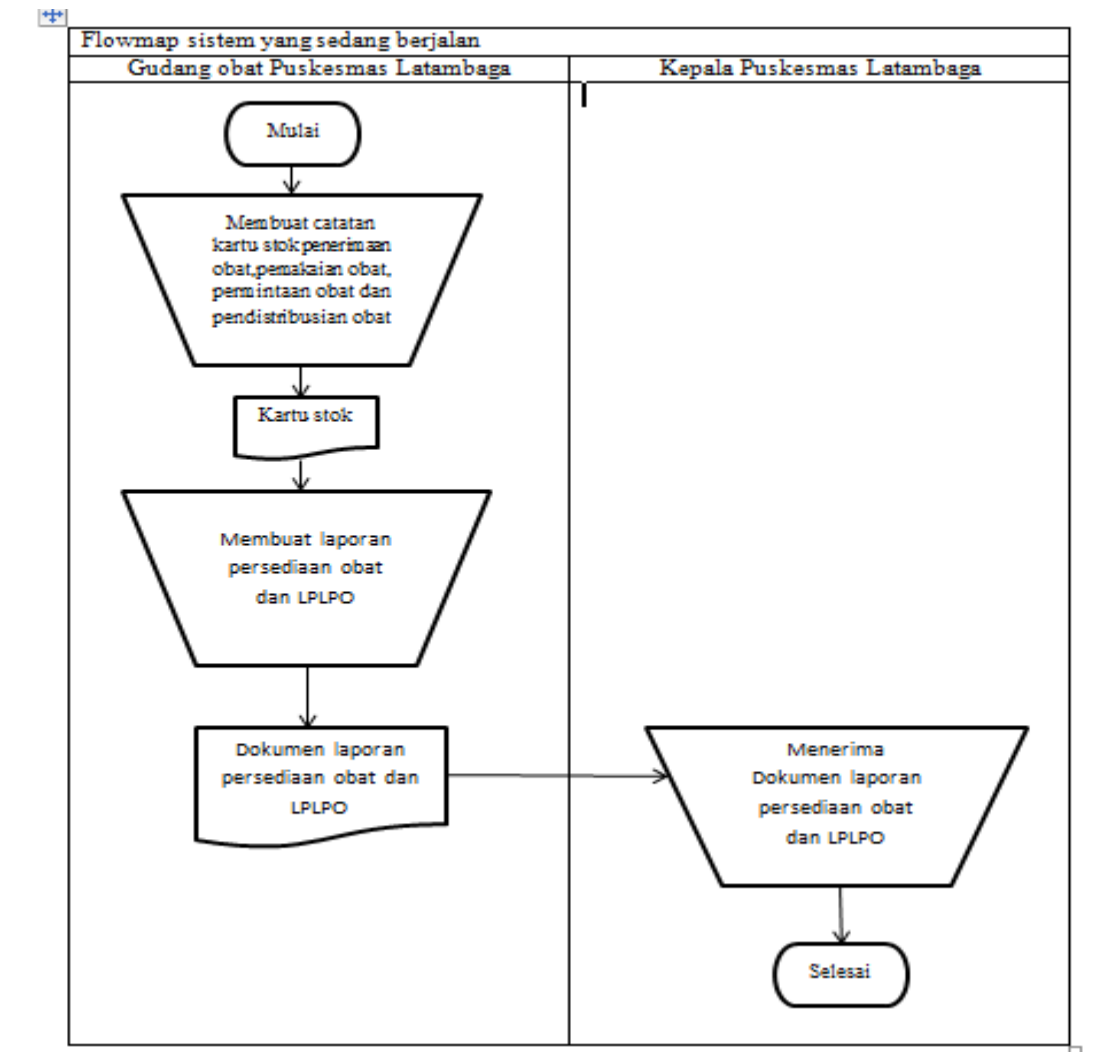 Flowmap sistem yang sedang berjalan
Gudang obat Puskesmas Latambaga
Kepala Puskesmas Latambaga
Mulai
Membuat catatan
kartu stok penerimaan
obat,pemakaian obat,
permintaan obat dan
pendistribusian obat
Kartu stok
Membuat laporan
persediaan obat
dan LPLPO
Dokumen laporan
persediaan obat dan
LPLPO
Menerima
Dokumen laporan
persediaan obat
dan LPLPO
Selesai